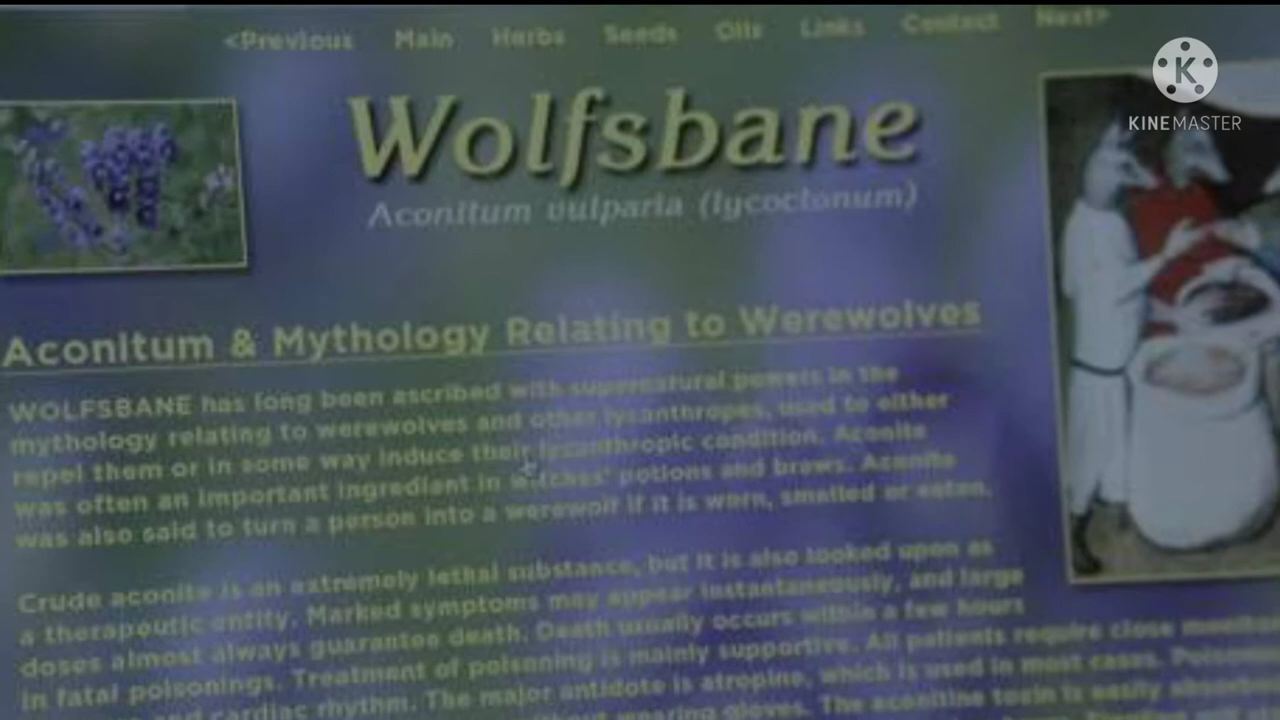 <Previous Main Herbs Seeds Oils Links Contact Next>
KINEMASTER
Wolfsbane
Aconitum vulparia (lycoctonum)
Aconitum & Mythology Relating to Werewolves
WOLFSBANE has long been ascribed with supernatural powers in the
mythology relating to werewolves and other lycanthropes, used to either
repel them or in some way induce their lycanthropic condition. Aconite
was often an important ingredient in witches' potions and brews. Aconite
was also said to turn a person into a werewolf if it is worn, smelled or eaten.
Crude aconite is an extremely lethal substance, but it is also looked upon as
a therapeutic entity. Marked symptoms may appear instantaneously, and large
doses almost always guarantee death. Death usually occurs within a few hours
in fatal poisonings. Treatment of poisoning is mainly supportive. All patients require close
and cardiac rhythm. The major antidote is atropine, which is used in most cases.
without wearing gloves. The aconitine toxin is easily absorbed